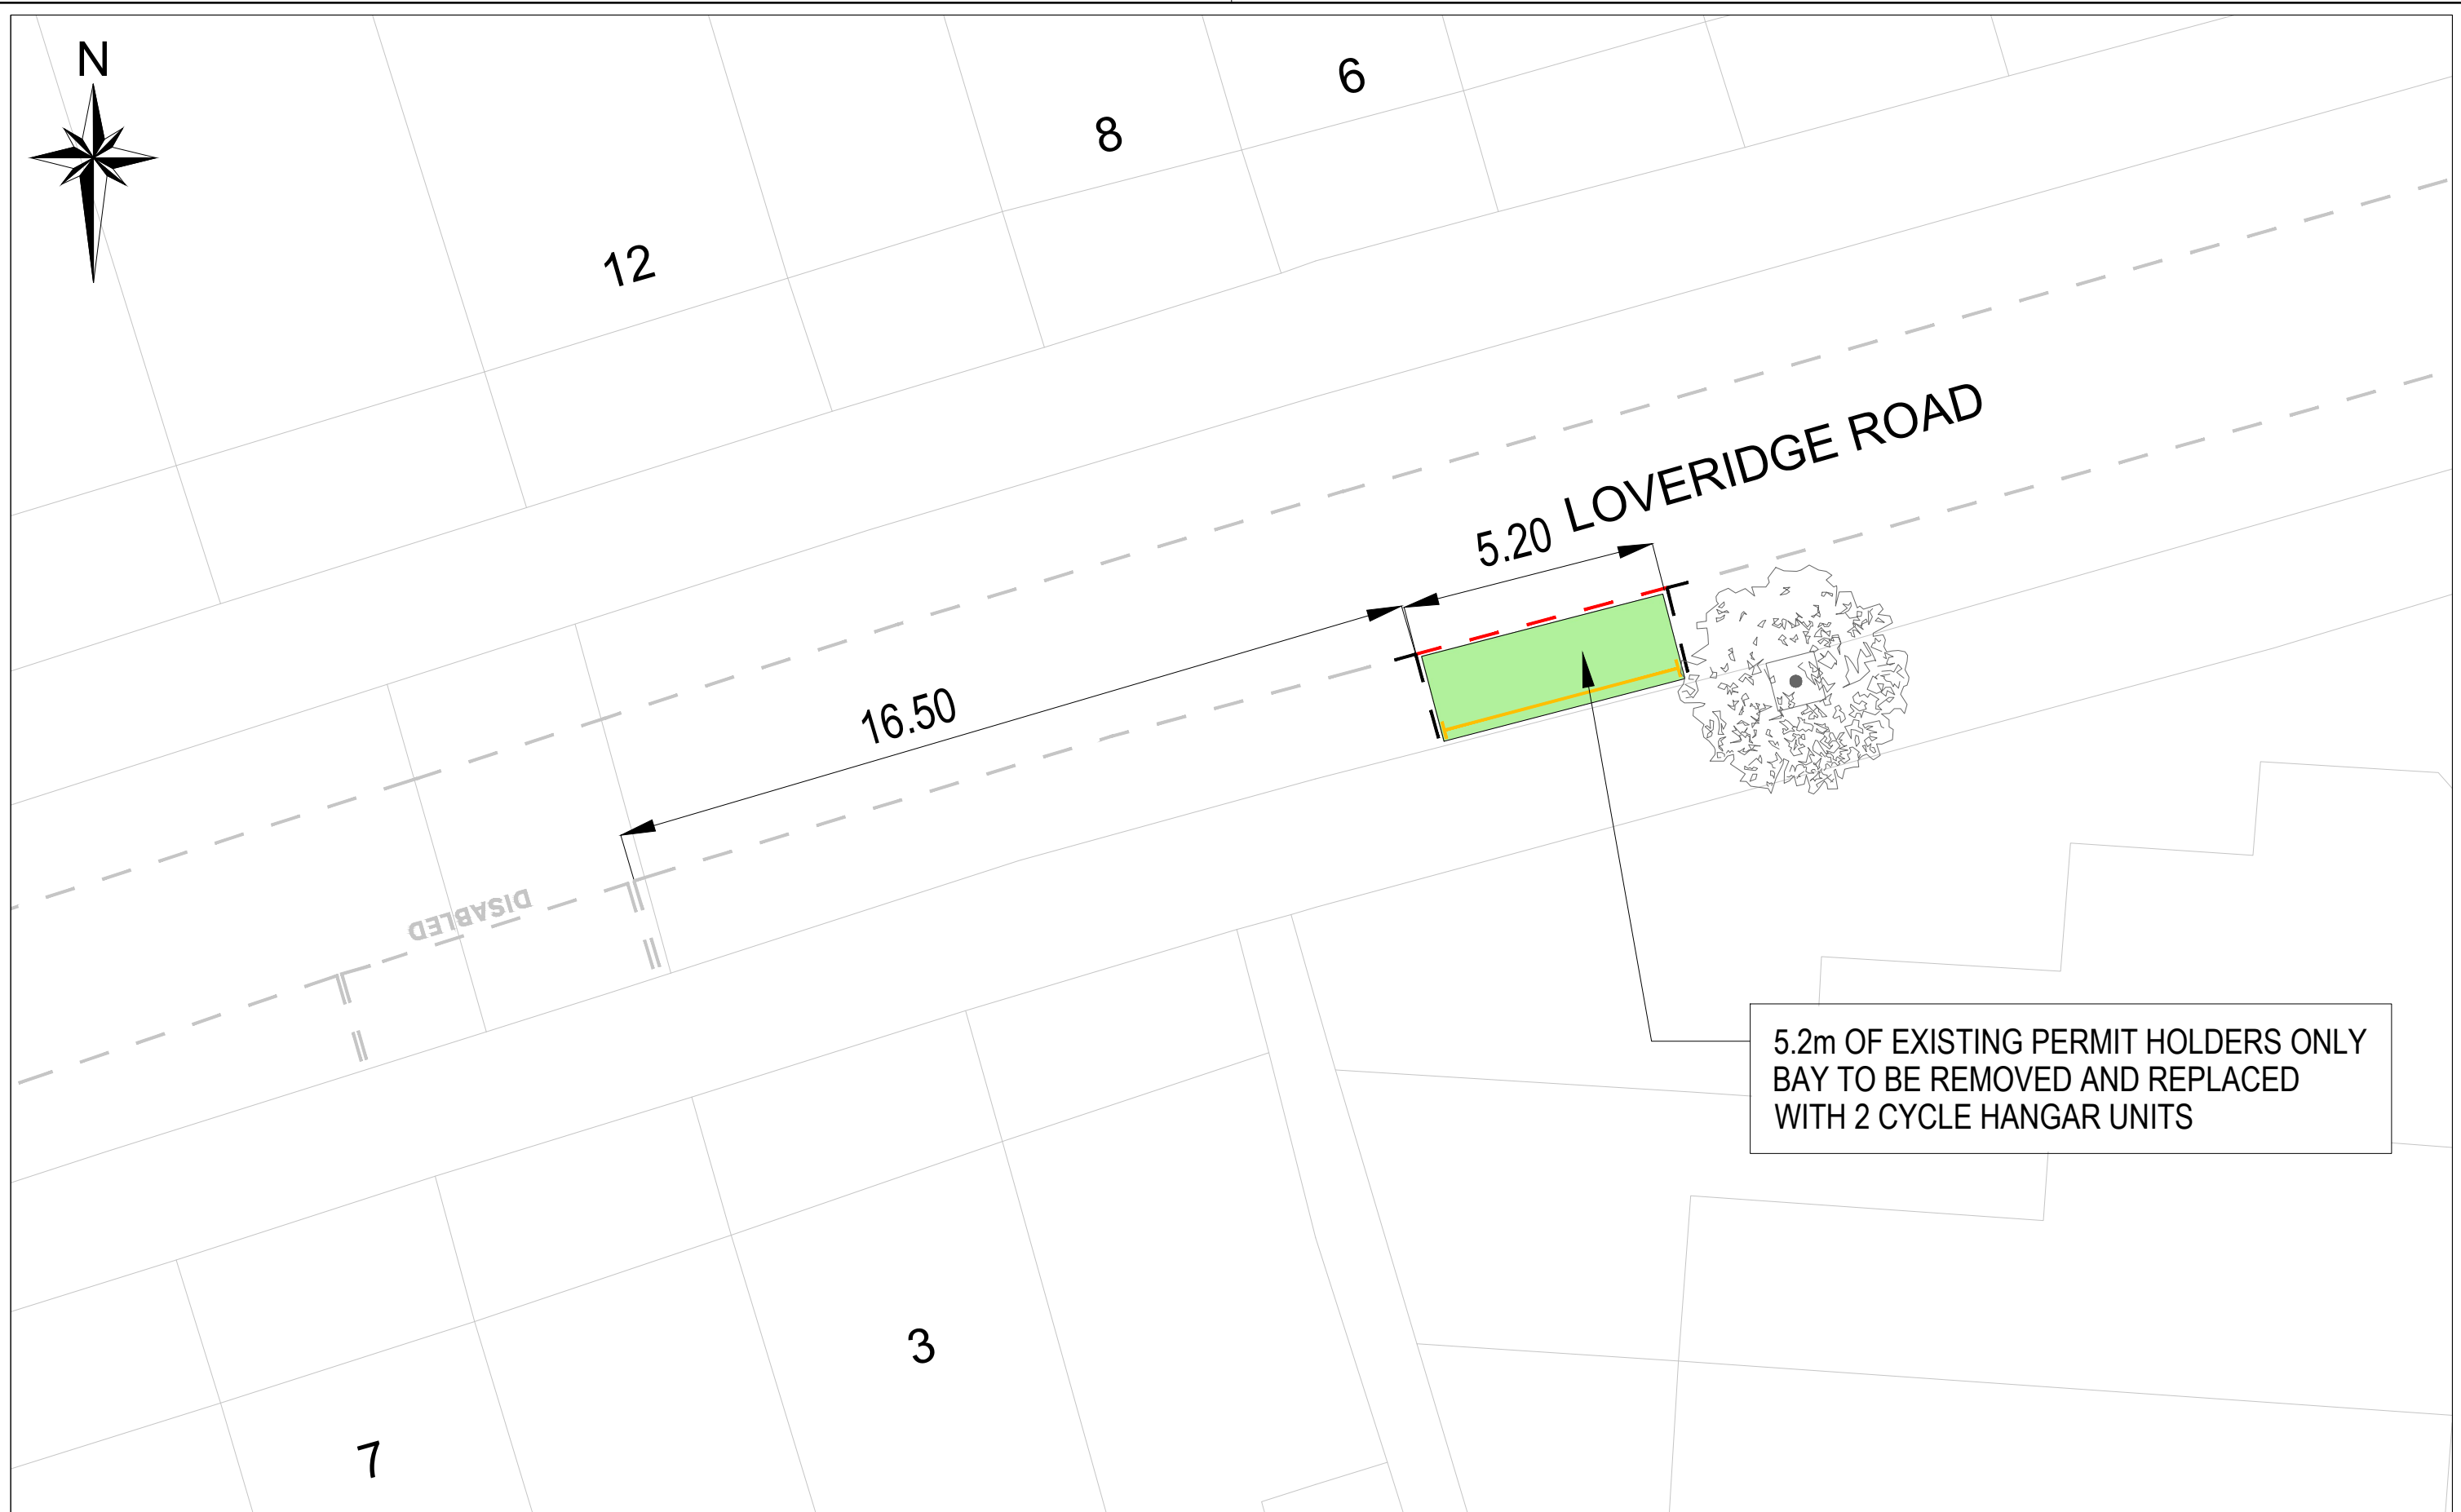 N
6
8
12
LOVERIDGE ROAD
5.20
16.50
DISABLED
5.2m OF EXISTING PERMIT HOLDERS ONLY
BAY TO BE REMOVED AND REPLACED
WITH 2 CYCLE HANGAR UNITS
3
7